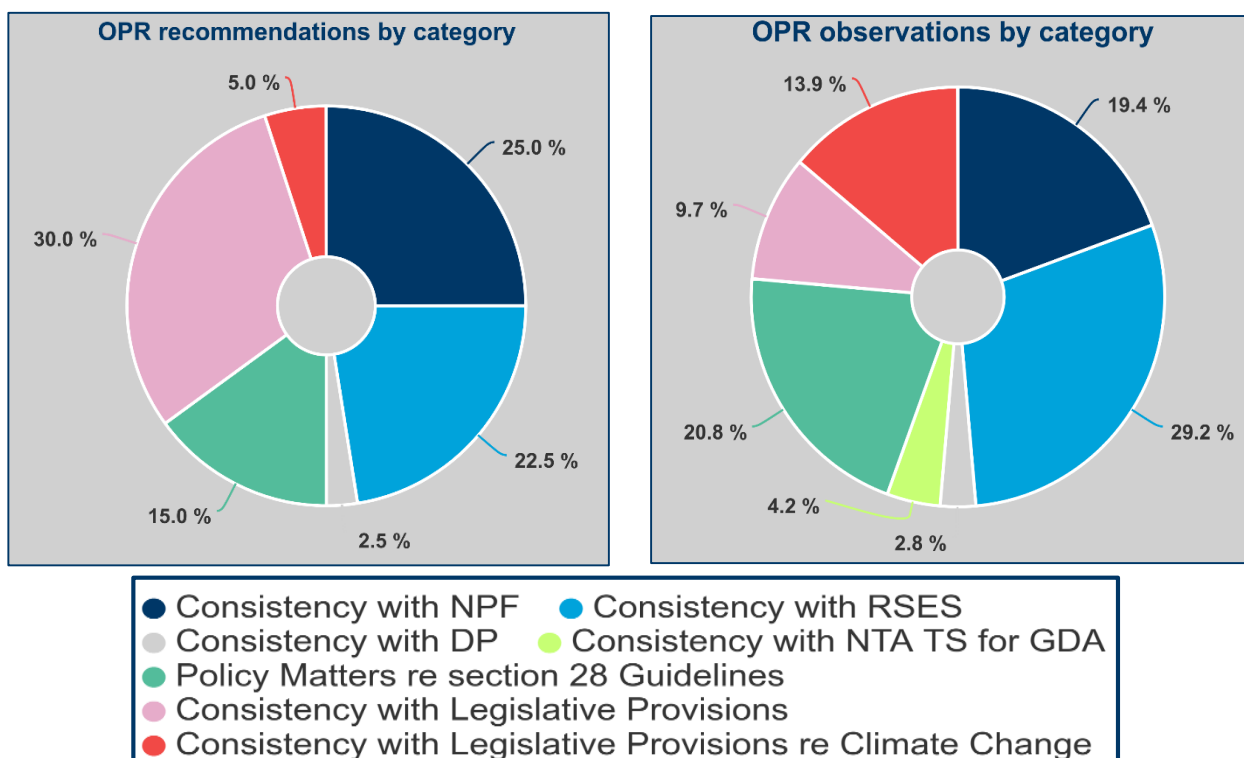 OPR recommendations by category
5.0 %
25.0 %
30.0 %
22.5 %
15.0 %
2.5 %
OPR observations by category
13.9 %
19.4 %
9.7 %
20.8 %
29.2 %
4.2 %
2.8 %
Consistency with NPF Consistency with RSES
Consistency with DP Consistency with NTA TS for GDA
Policy Matters re section 28 Guidelines
Consistency with Legislative Provisions
Consistency with Legislative Provisions re Climate Change